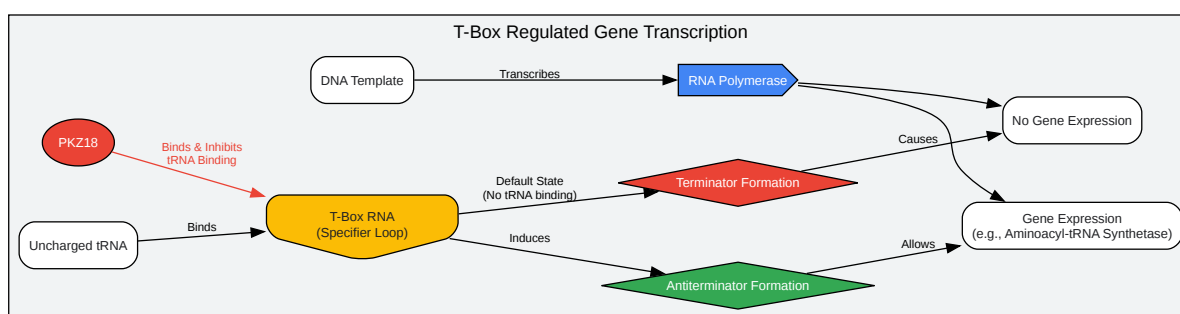 T-Box Regulated Gene Transcription
DNA Template
Transcribes
RNA Polymerase
No Gene Expression
PKZ18
Binds & Inhibits
tRNA Binding
Causes
Default State
(No tRNA binding)
Terminator Formation
T-Box RNA
(Specifier Loop)
Uncharged tRNA
Binds
Induces
Gene Expression
(e.g., Aminoacyl-tRNA Synthetase)
Allows
Antiterminator Formation